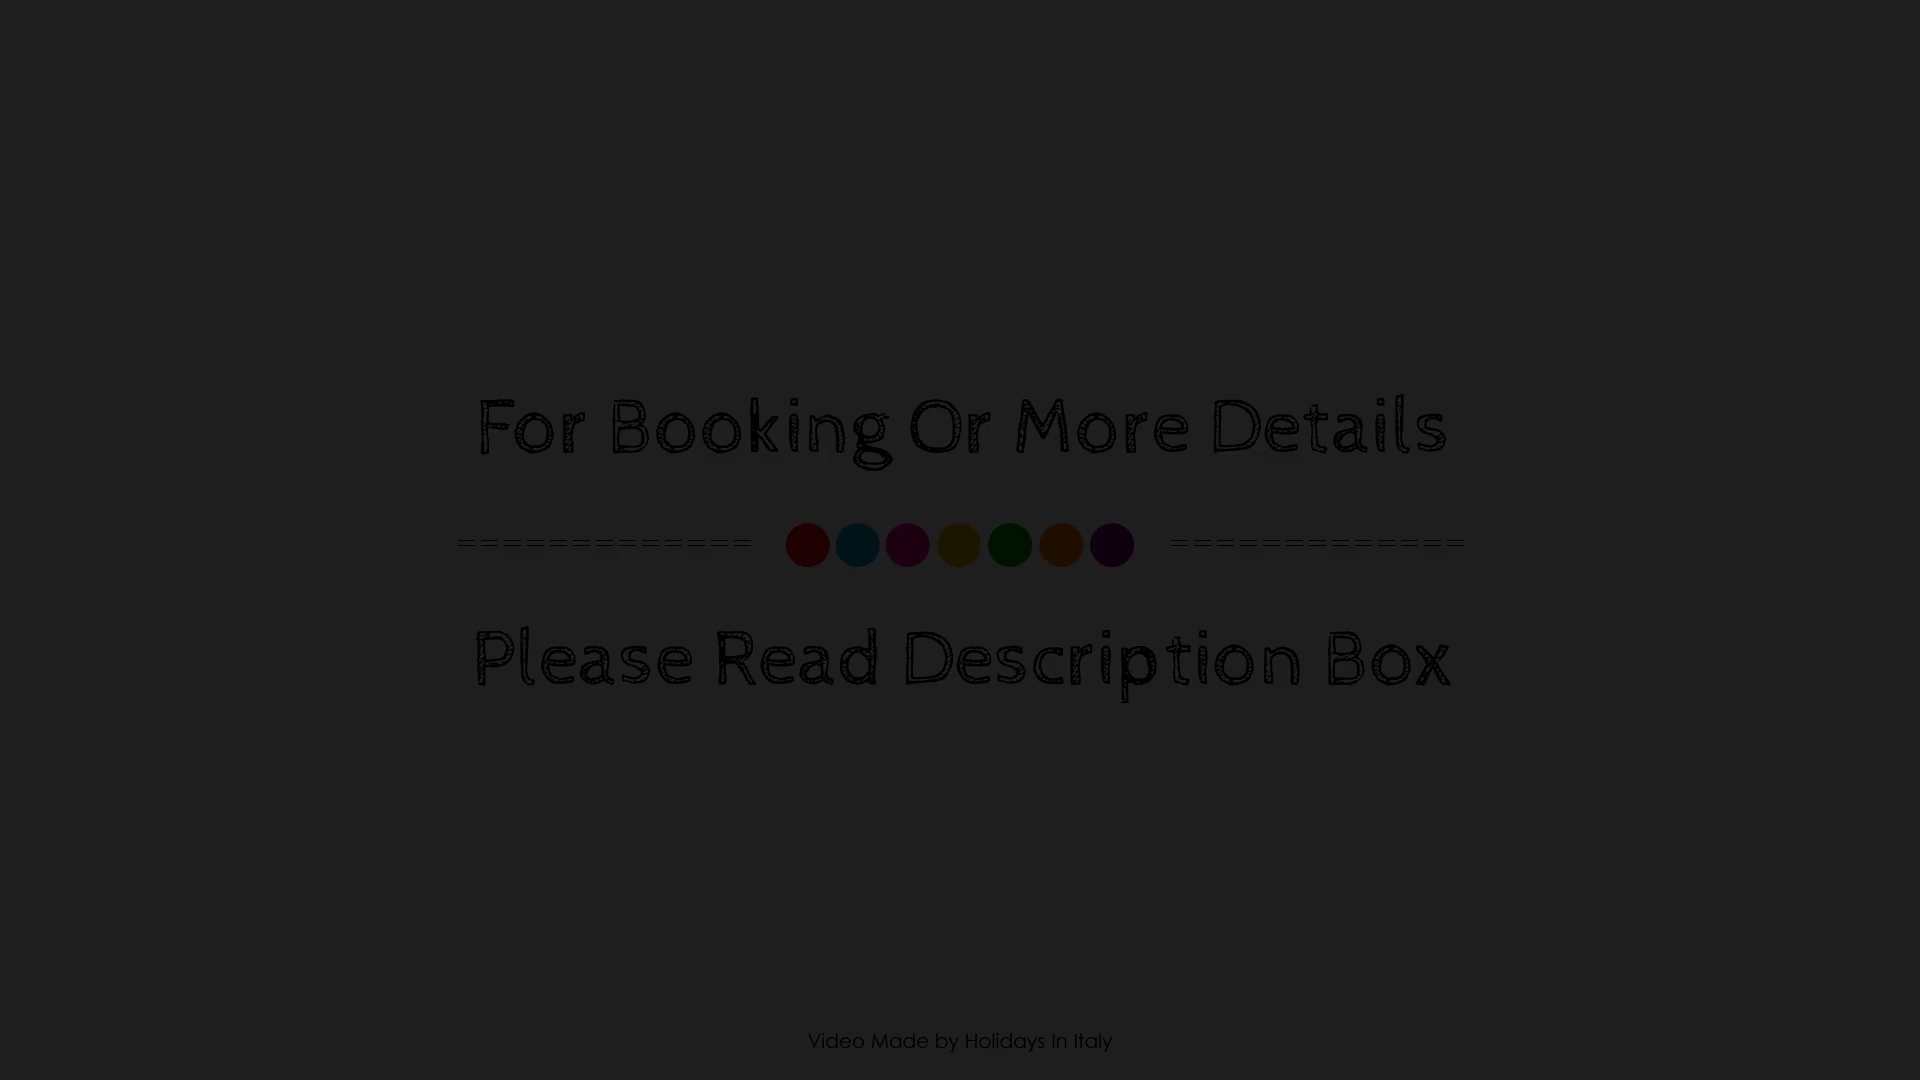 For Booking Or More Details
============= =============
Please Read Description Box
Video Made by Holidays In Italy